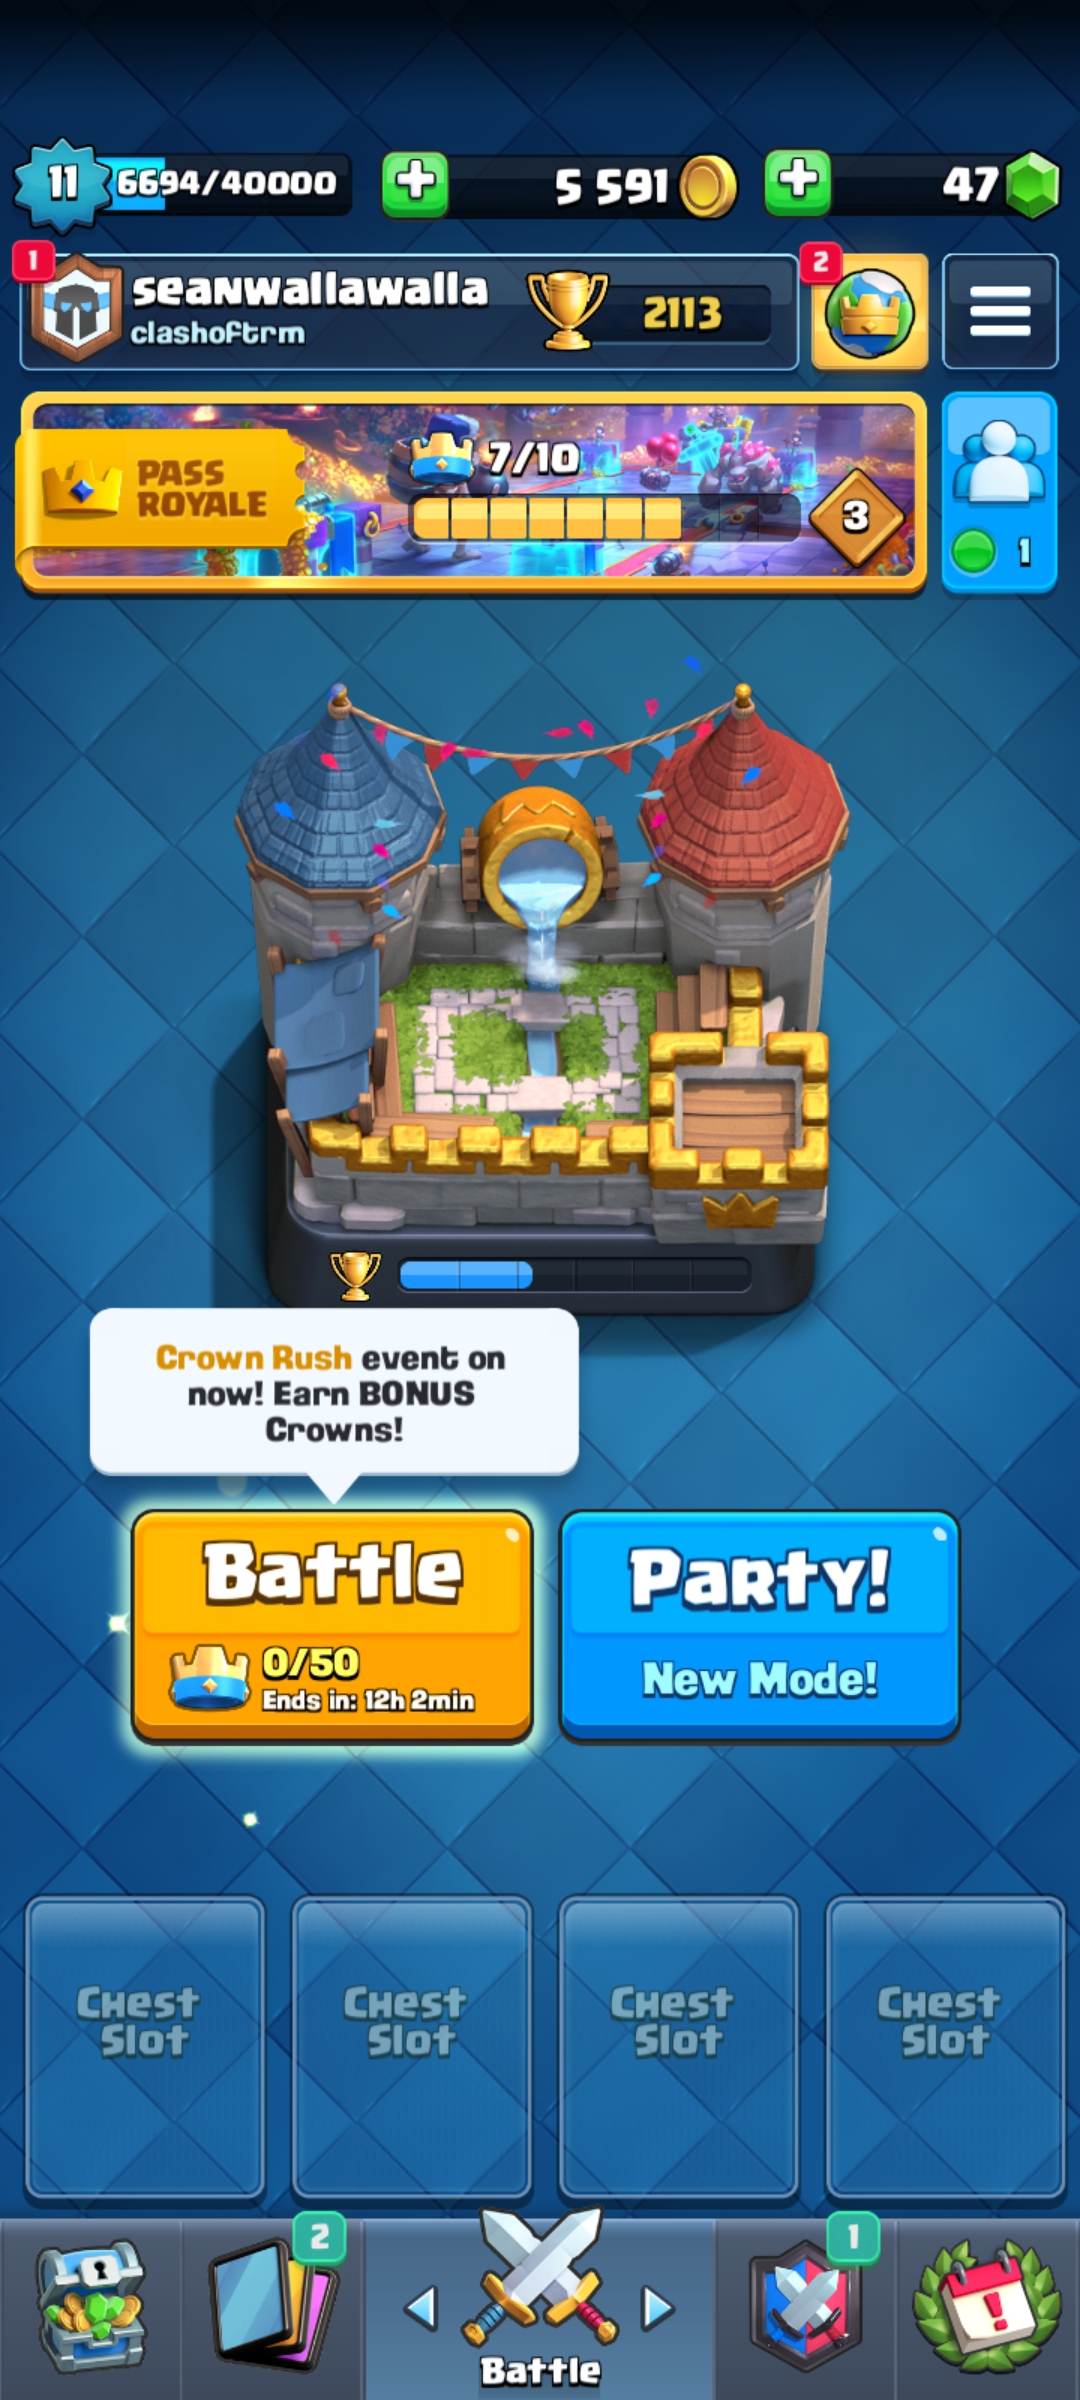 11
6694/40000
5 591
47
1
seanwallawalla
clashoftrm
2113
2
PASS
ROYALE
7/10
3
1
Crown Rush event on
now! Earn BONUS
Crowns!
Battle
0/50
Ends in: 12h 2min
Party!
New Mode!
Chest
Slot
Chest
Slot
Chest
Slot
Chest
Slot
2
Battle
1
!